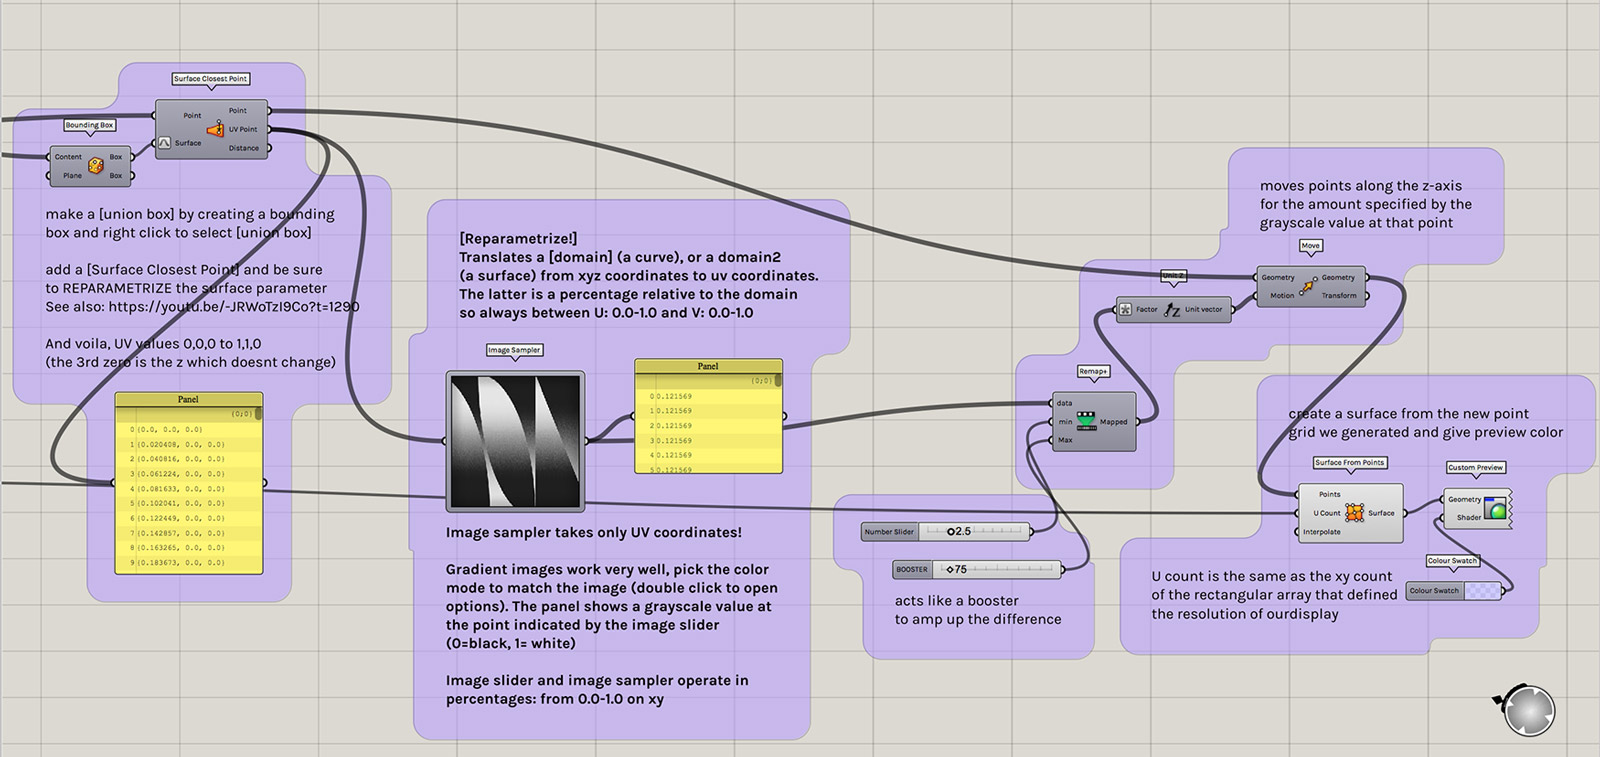 Surface Closest Point
Point
Surface
Point
UV Point
Distance
Bounding Box
Content
Plane
Box
Box
make a [union box] by creating a bounding
box and right click to select [union box]
add a [Surface Closest Point] and be sure
to REPARAMETRIZE the surface parameter
See also: https://youtu.be/-JRWoTzI9Co?t=1290
And voila, UV values 0,0,0 to 1,1,0
(the 3rd zero is the z which doesnt change)
Panel
{0;0}
0 {0.0, 0.0, 0.0}
1 {0.020408, 0.0, 0.0}
2 {0.040816, 0.0, 0.0}
3 {0.061224, 0.0, 0.0}
4 {0.081633, 0.0, 0.0}
5 {0.102041, 0.0, 0.0}
6 {0.122449, 0.0, 0.0}
7 {0.142857, 0.0, 0.0}
8 {0.163265, 0.0, 0.0}
9 {0.183673, 0.0, 0.0}
[Reparametrize!]
Translates a [domain] (a curve), or a domain2
(a surface) from xyz coordinates to uv coordinates.
The latter is a percentage relative to the domain
so always between U: 0.0-1.0 and V: 0.0-1.0
Image Sampler
Panel
{0;0}
0 0.121569
1 0.121569
2 0.121569
3 0.121569
4 0.121569
5 0.121569
Image sampler takes only UV coordinates!
Gradient images work very well, pick the color
mode to match the image (double click to open
options). The panel shows a grayscale value at
the point indicated by the image slider
(0=black, 1= white)
Image slider and image sampler operate in
percentages: from 0.0-1.0 on xy
Number Slider 2.5
BOOSTER 75
acts like a booster
to amp up the difference
Remap+
data
min
Max
Mapped
Unit Z
Factor
Unit vector
moves points along the z-axis
for the amount specified by the
grayscale value at that point
Move
Geometry
Motion
Geometry
Transform
create a surface from the new point
grid we generated and give preview color
Surface From Points
Points
U Count
Interpolate
Surface
Custom Preview
Geometry
Shader
Colour Swatch
Colour Swatch
U count is the same as the xy count
of the rectangular array that defined
the resolution of ourdisplay